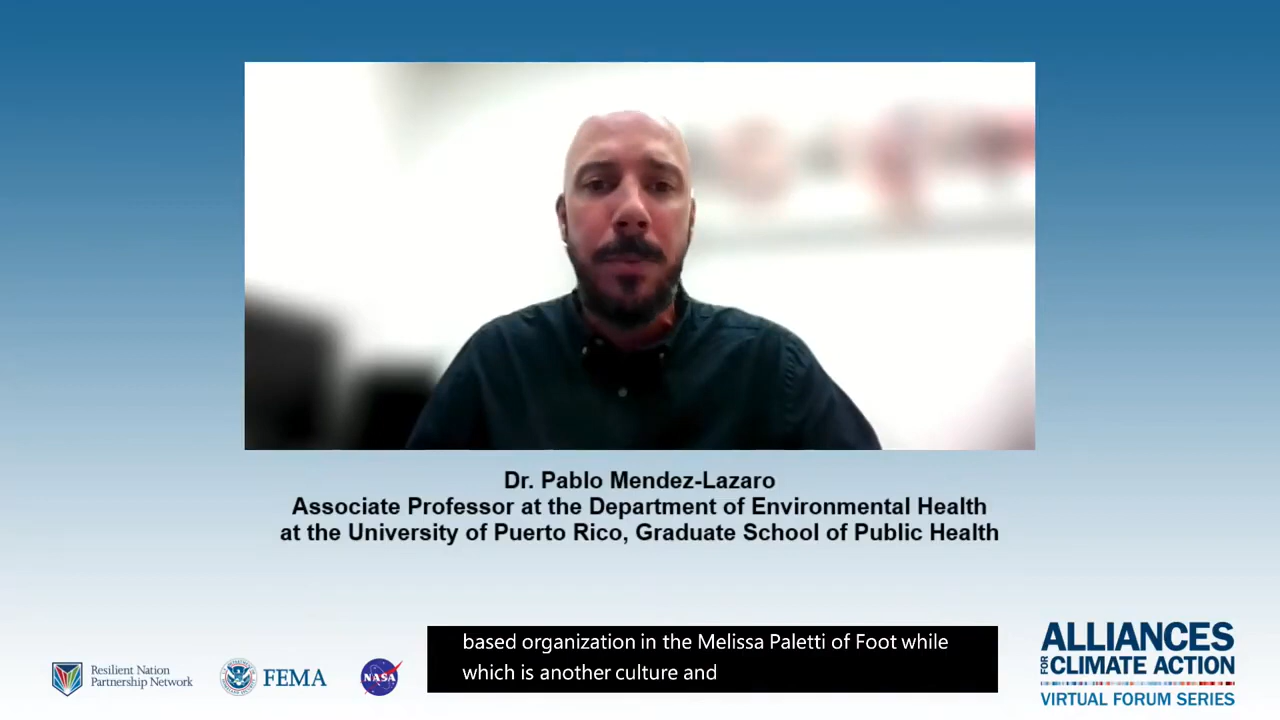 Dr. Pablo Mendez-Lazaro
Associate Professor at the Department of Environmental Health
at the University of Puerto Rico, Graduate School of Public Health
based organization in the Melissa Paletti of Foot while
which is another culture and
Resilient Nation
Partnership Network
FEMA
NASA
ALLIANCES
FOR CLIMATE ACTION
VIRTUAL FORUM SERIES